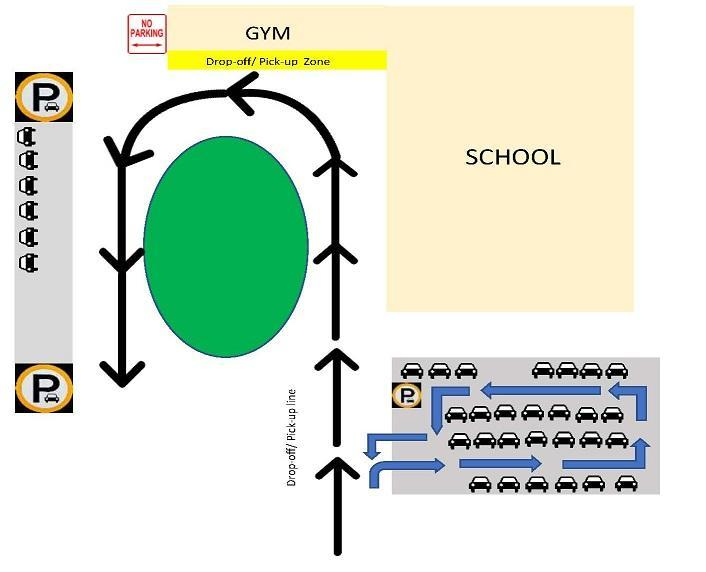 NO
PARKING
GYM
Drop-off/ Pick-up Zone
P
SCHOOL
P
P
Drop-off/ Pick-up line